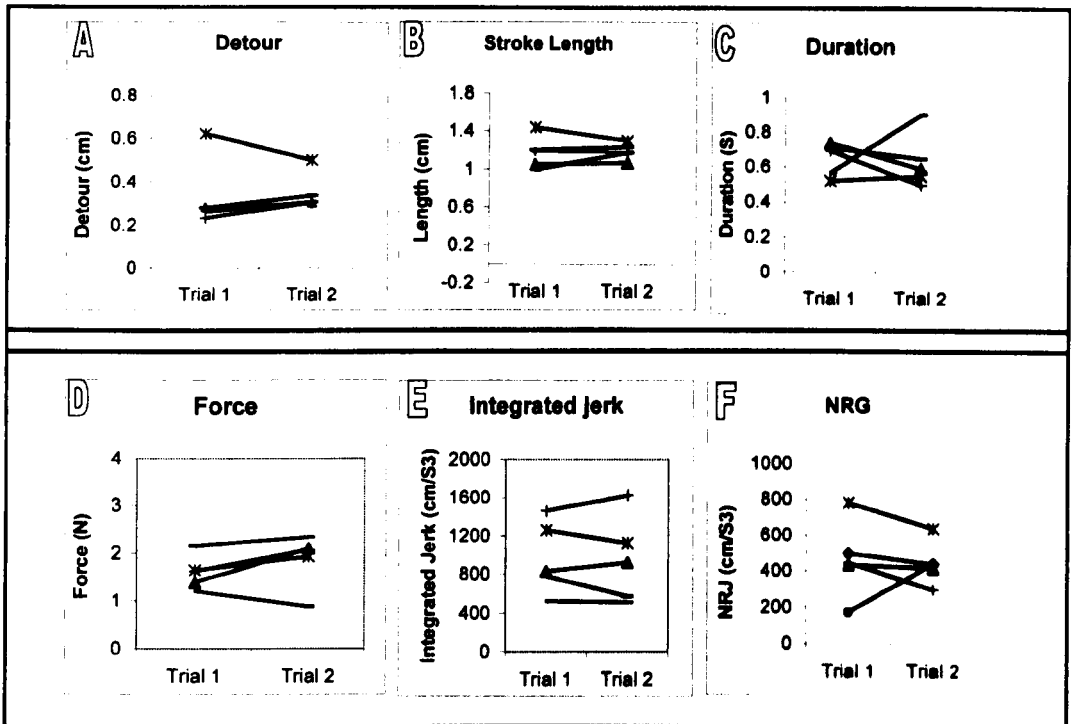 A Detour
0.8
0.6
0.4
0.2
0
Detour (cm)
Trial 1 Trial 2
B Stroke Length
1.8
1.4
1
0.6
0.2
-0.2
Length (cm)
Trial 1 Trial 2
C Duration
1
0.8
0.6
0.4
0.2
0
Duration (S)
Trial 1 Trial 2
D Force
4
3
2
1
0
Force (N)
Trial 1 Trial 2
E Integrated jerk
2000
1600
1200
800
400
0
Integrated Jerk (cm/S3)
Trial 1 Trial 2
F NRG
1000
800
600
400
200
0
NRJ (cm/S3)
Trial 1 Trial 2